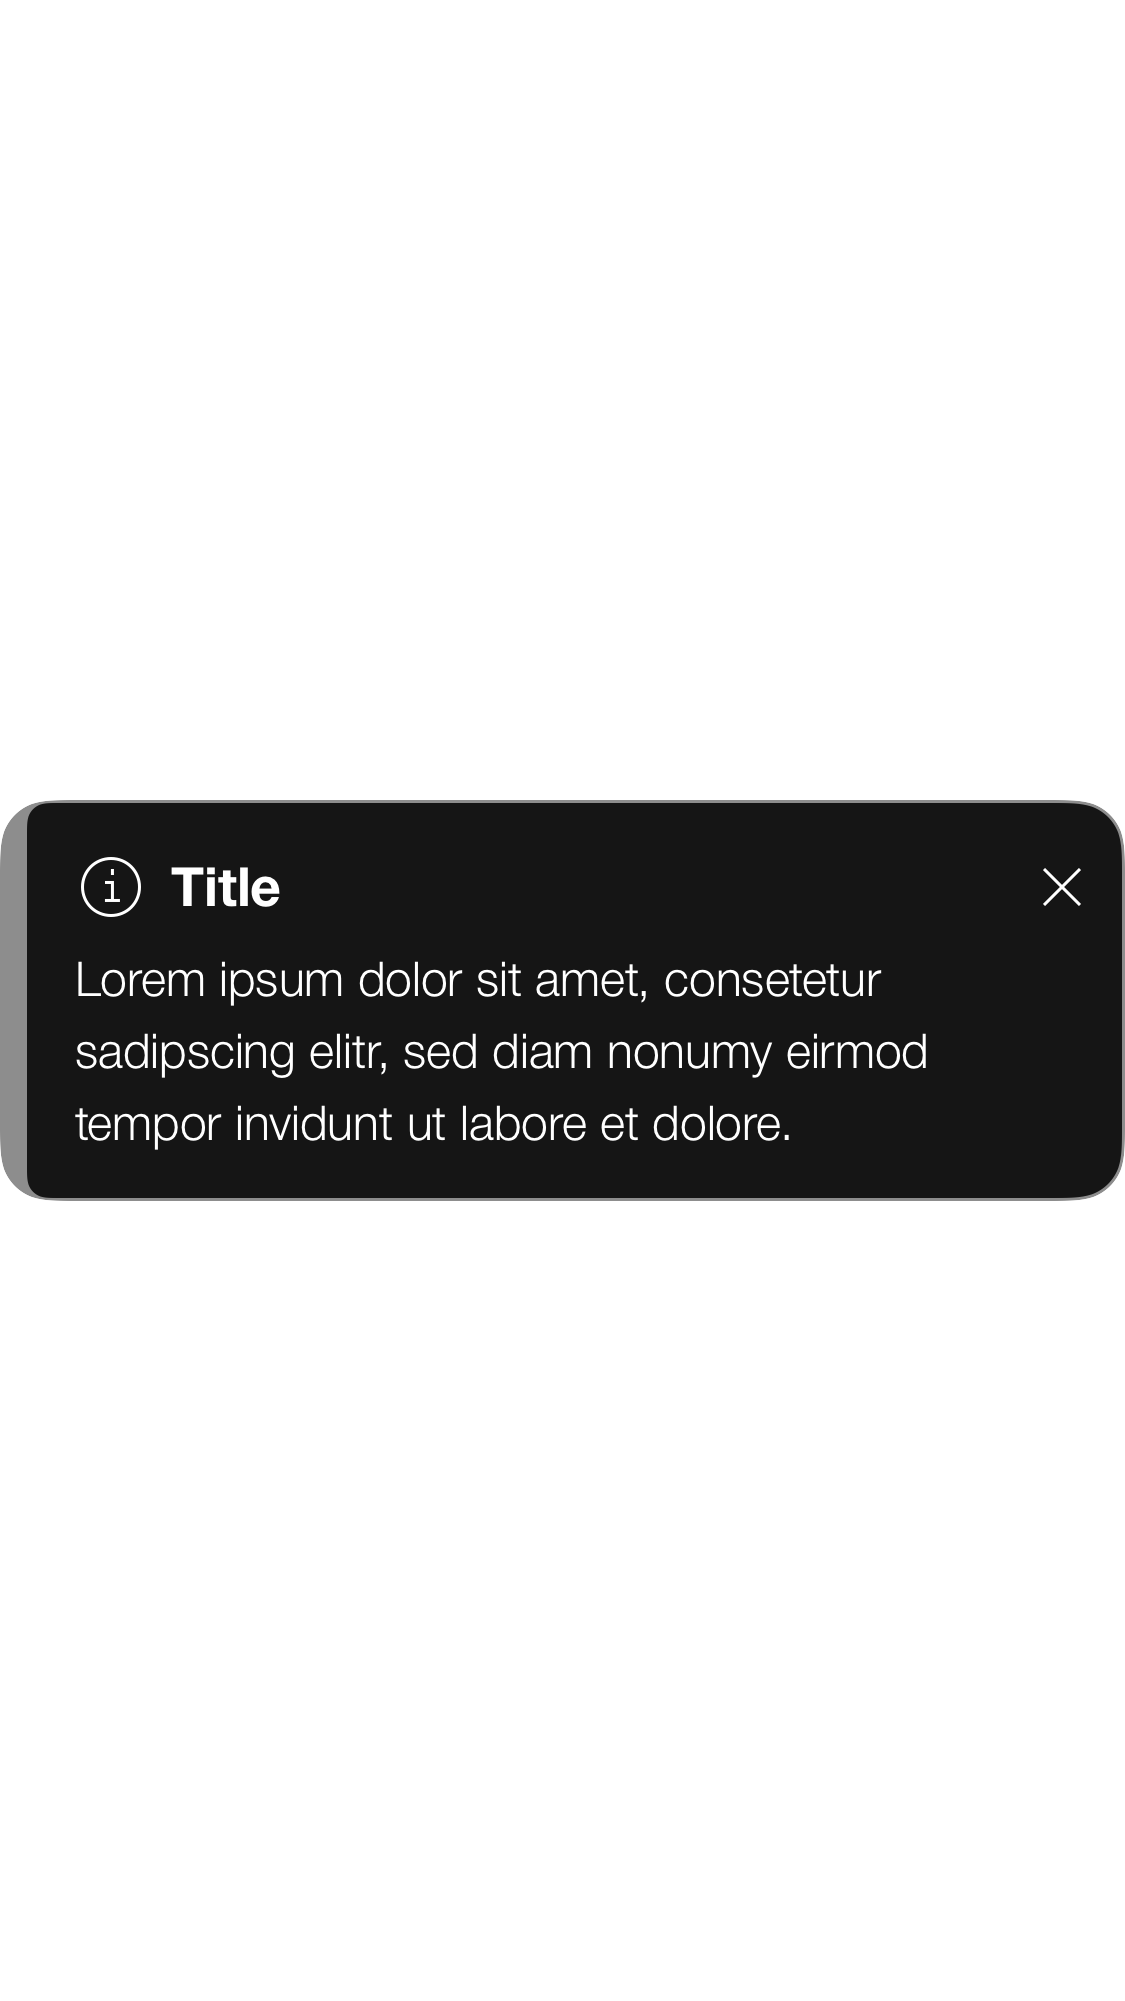 Title
Lorem ipsum dolor sit amet, consetetur
sadipscing elitr, sed diam nonumy eirmod
tempor invidunt ut labore et dolore.